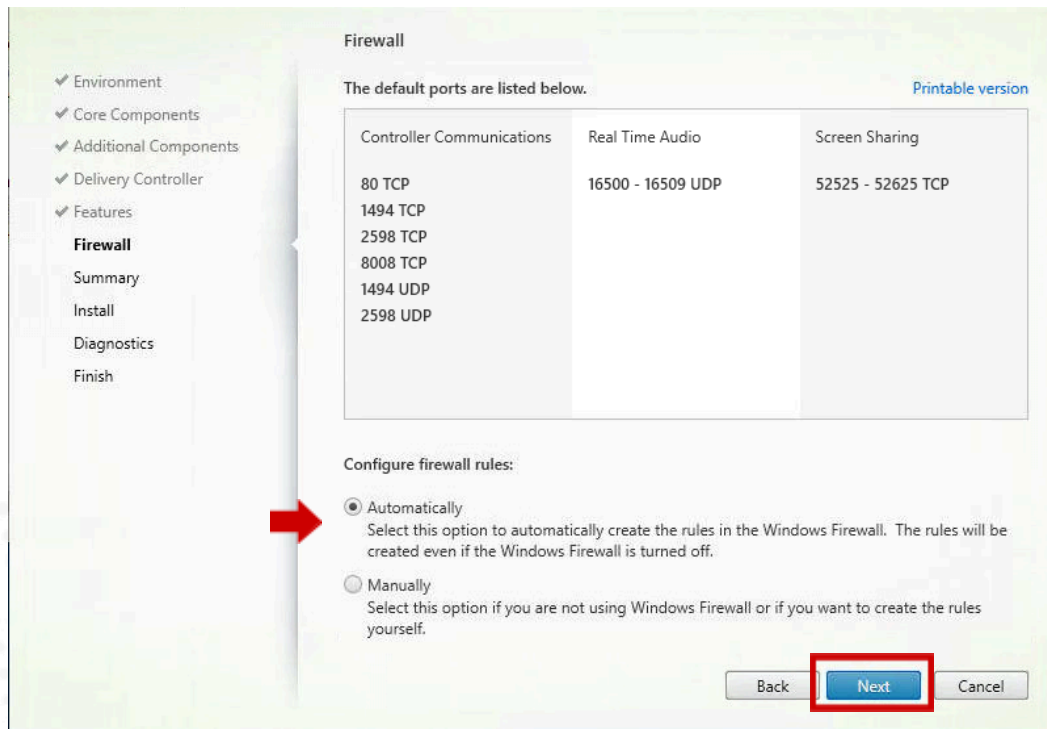 Firewall
Environment
Core Components
Additional Components
Delivery Controller
Features
Firewall
Summary
Install
Diagnostics
Finish
The default ports are listed below.
Printable version
Controller Communications
80 TCP
1494 TCP
2598 TCP
8008 TCP
1494 UDP
2598 UDP
Real Time Audio
16500 - 16509 UDP
Screen Sharing
52525 - 52625 TCP
Configure firewall rules:
Automatically
Select this option to automatically create the rules in the Windows Firewall. The rules will be
created even if the Windows Firewall is turned off.
Manually
Select this option if you are not using Windows Firewall or if you want to create the rules
yourself.
Back
Next
Cancel